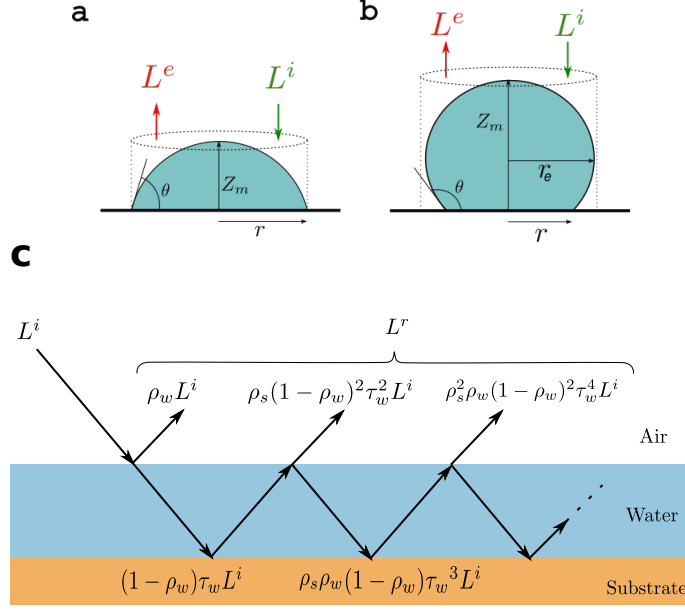 a
b
L^e
L^i
L^e
L^i
θ
Z_m
r
θ
Z_m
r_e
r
c
L^i
L^r
ρ_w L^i
ρ_s(1 − ρ_w)^2 τ_w^2 L^i
ρ_s^2 ρ_w(1 − ρ_w)^2 τ_w^4 L^i
Air
Water
(1 − ρ_w)τ_w L^i
ρ_s ρ_w(1 − ρ_w)τ_w^3 L^i
Substrate